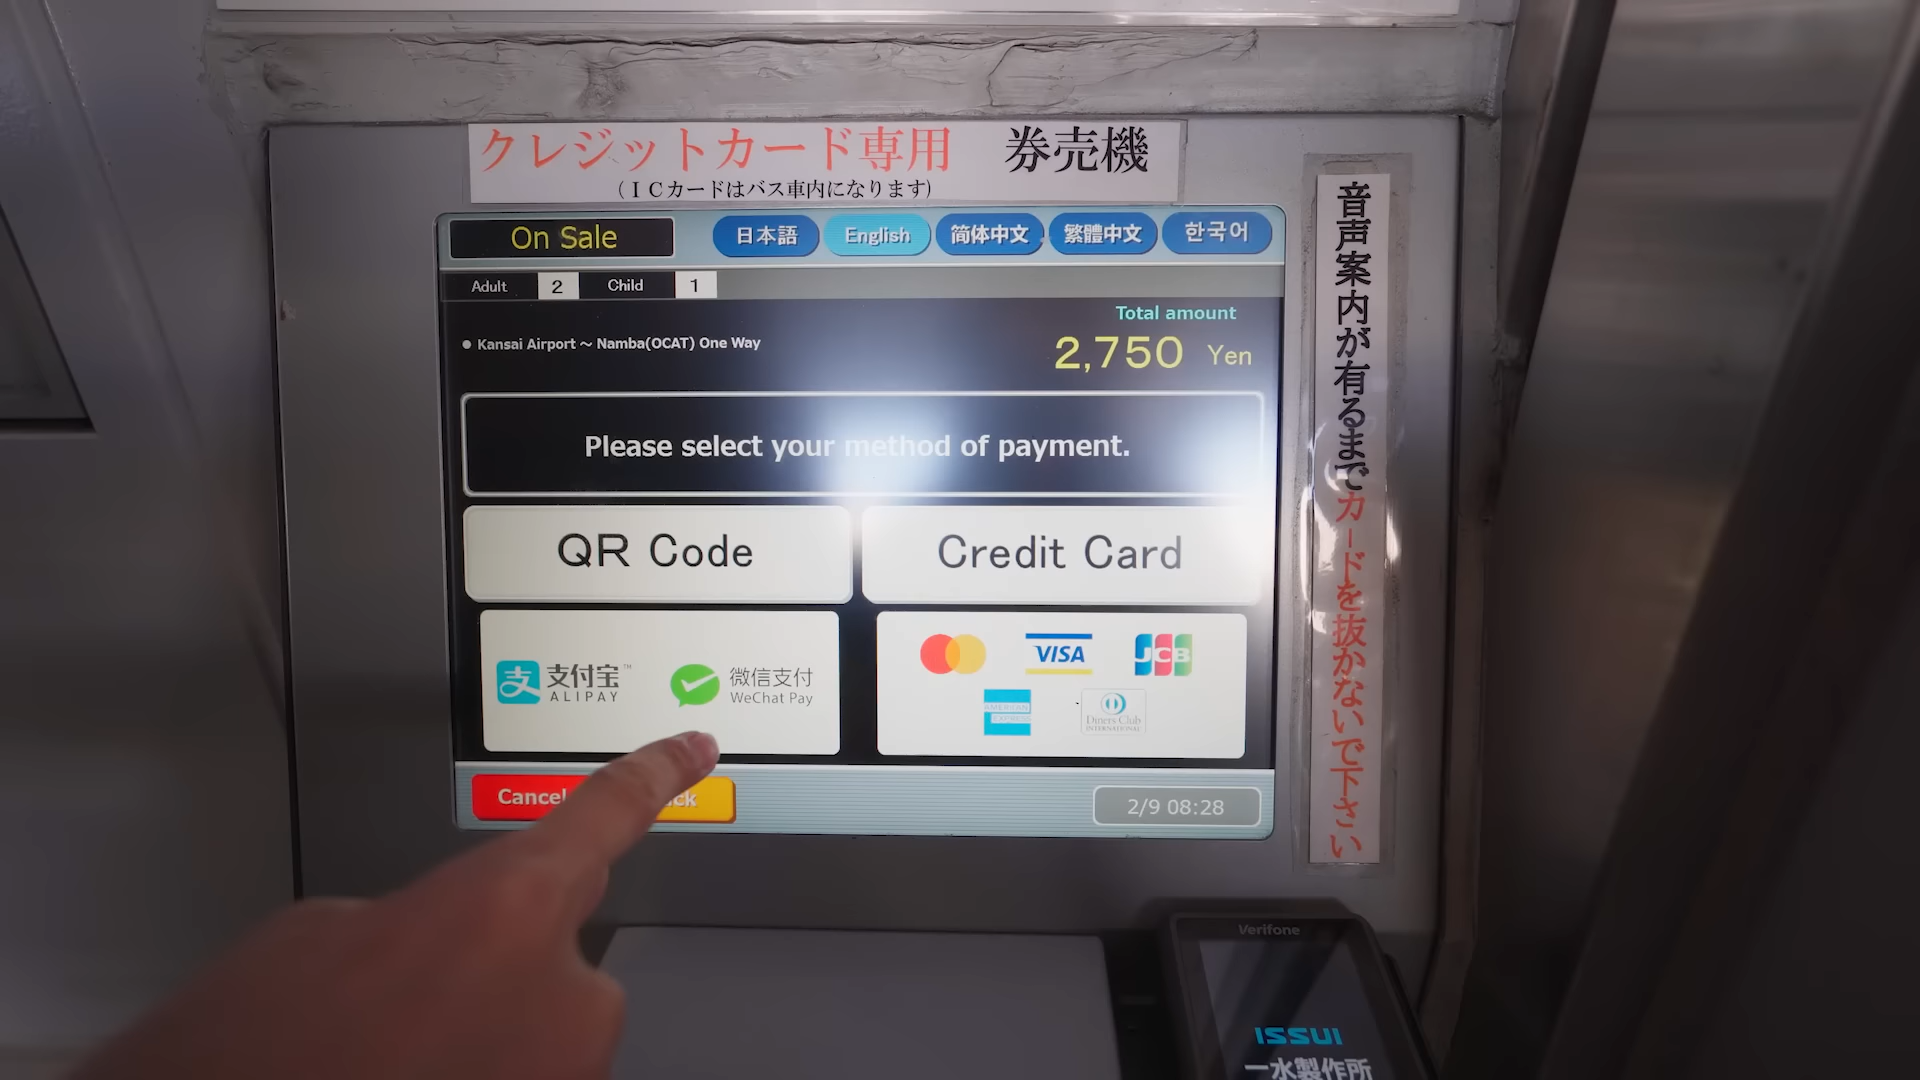 クレジットカード専用 券売機
(ICカードはバス車内になります)
On Sale
日本語
English
简体中文
繁體中文
한국어
Adult 2 Child 1
Total amount
Kansai Airport ~ Namba(OCAT) One Way
2,750 Yen
Please select your method of payment.
QR Code
Credit Card
支付宝™
ALIPAY
微信支付
WeChat Pay
VISA
JCB
AMERICAN
EXPRESS
Diners Club
INTERNATIONAL
Cancel
2/9 08:28
音声案内が有るまでカードを抜かないで下さい
Verifone
ISSUI
一水製作所